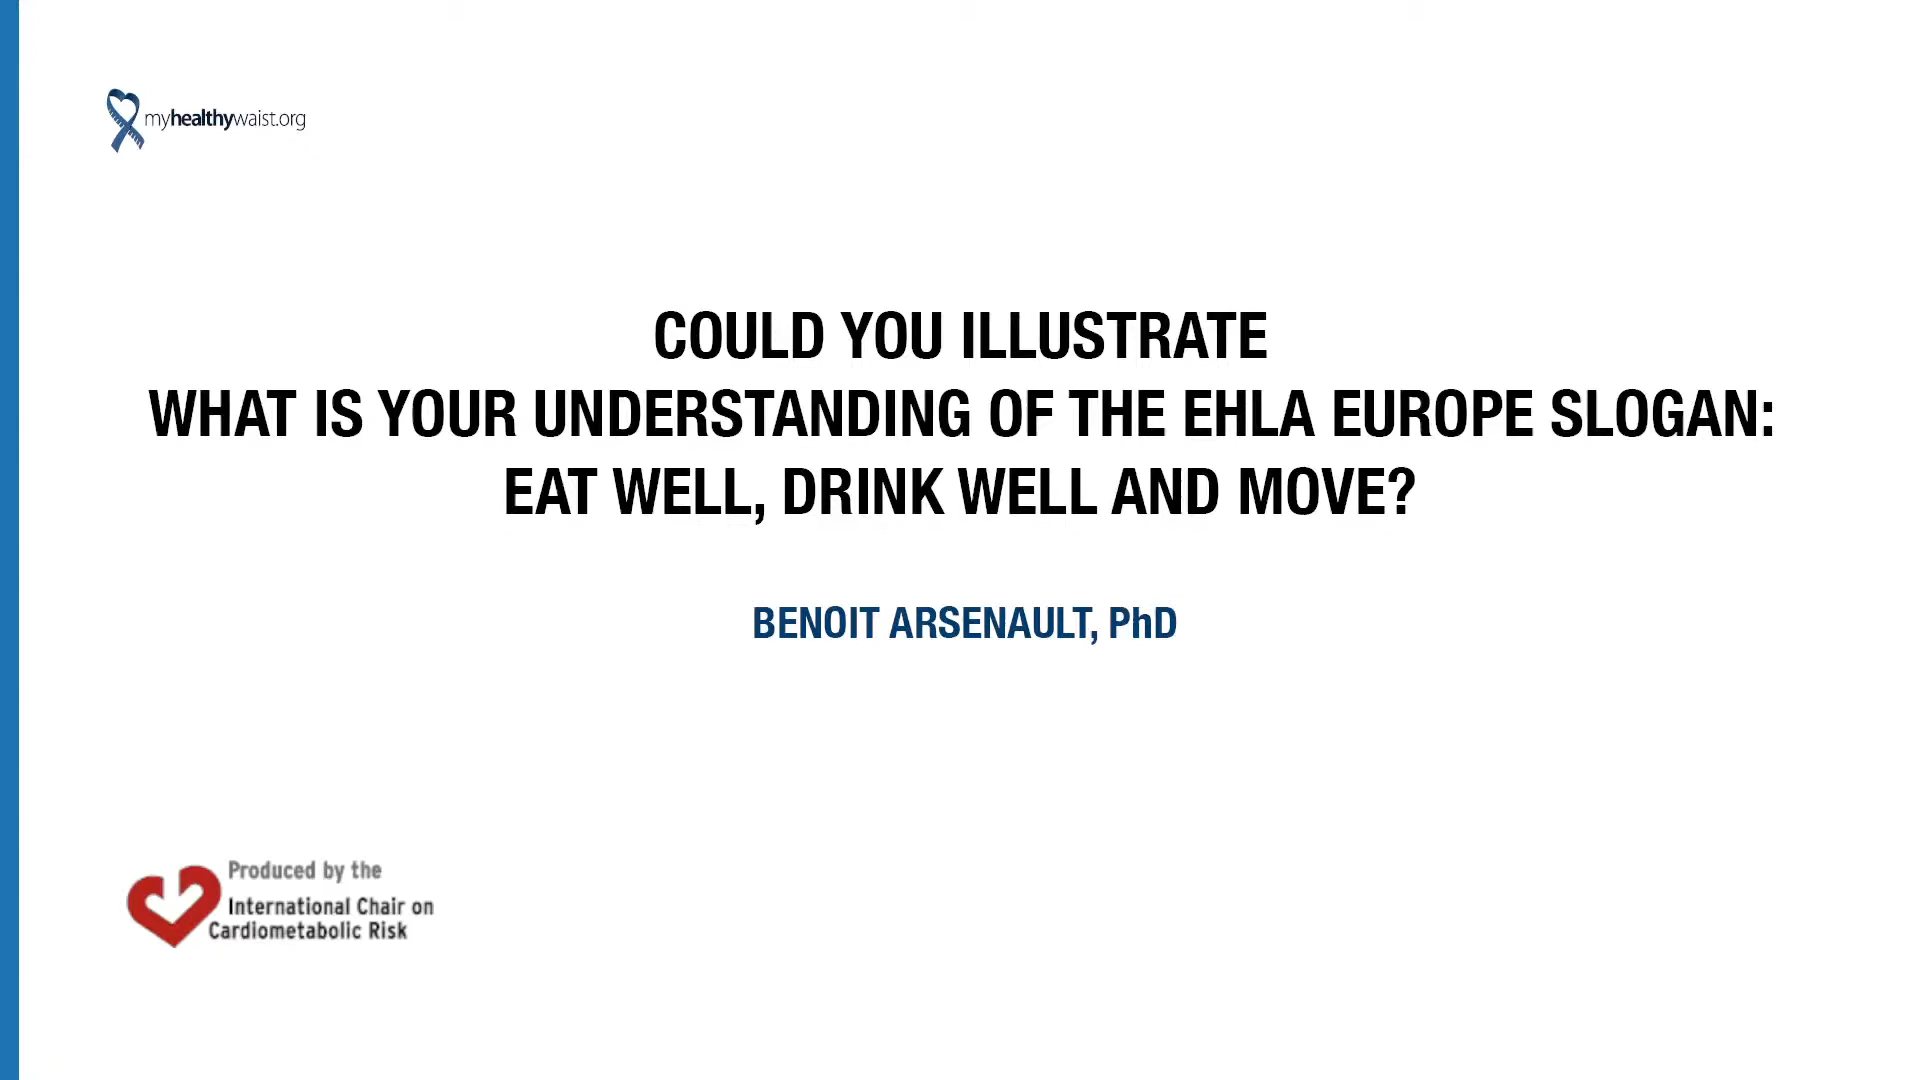 myhealthywaist.org
COULD YOU ILLUSTRATE
WHAT IS YOUR UNDERSTANDING OF THE EHLA EUROPE SLOGAN:
EAT WELL, DRINK WELL AND MOVE?
BENOIT ARSENAULT, PhD
Produced by the
International Chair on
Cardiometabolic Risk